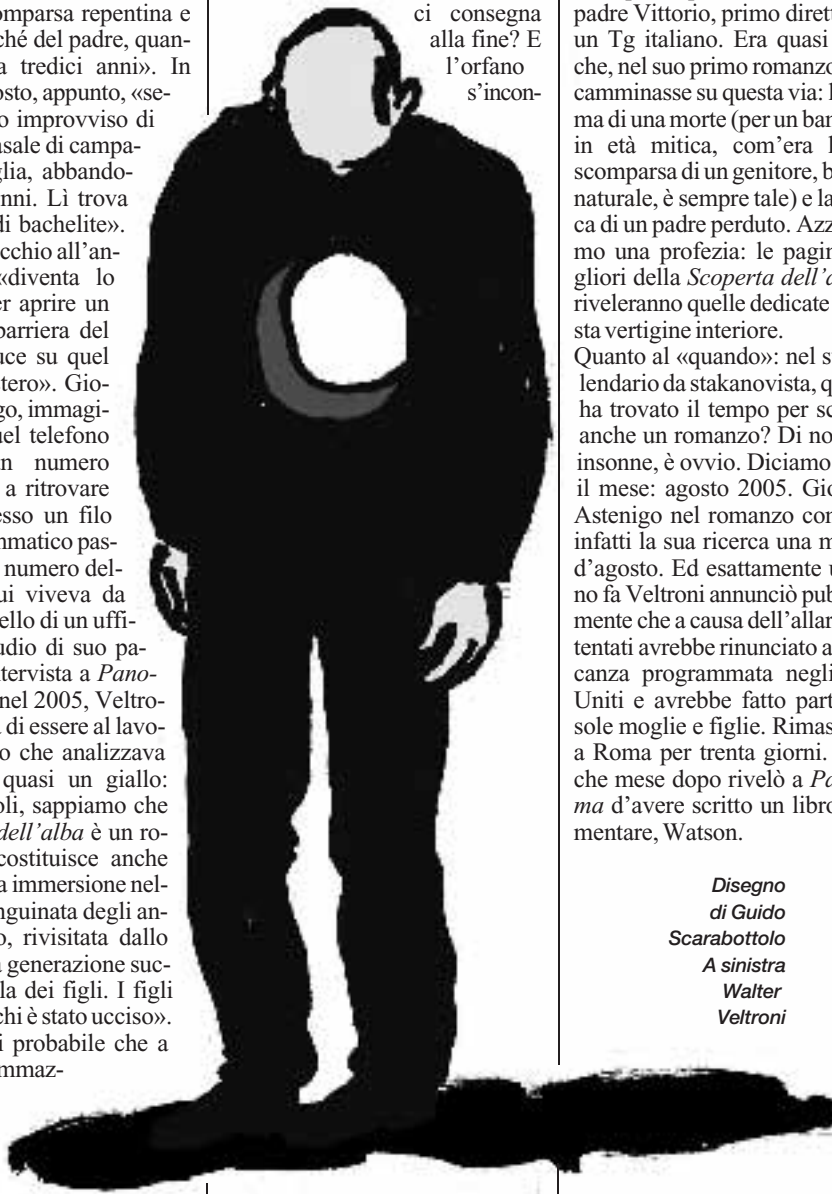 omparsa repentina e
ché del padre, quan-
a tredici anni». In
osto, appunto, «se-
o improvviso di
asale di campa-
glia, abbando-
nni. Lì trova
di bachelite».
cchio all'an-
«diventa lo
er aprire un
barriera del
uce su quel
stero». Gio-
go, immagi-
uel telefono
un numero
a ritrovare
esso un filo
mmatico pas-
numero del-
ui viveva da
ello di un uffi-
udio di suo pa-
tervista a Pano-
nel 2005, Veltro-
a di essere al lavo-
o che analizzava
quasi un giallo:
oli, sappiamo che
dell'alba è un ro-
costituisce anche
a immersione nel-
nguinata degli an-
o, rivisitata dallo
a generazione suc-
la dei figli. I figli
chi è stato ucciso».
i probabile che a
mmaz-
ci consegna
alla fine? E
l'orfano
s'incon-
padre Vittorio, primo dirett
un Tg italiano. Era quasi
che, nel suo primo romanzo
camminasse su questa via: l
ma di una morte (per un bam
in età mitica, com'era l
scomparsa di un genitore, b
naturale, è sempre tale) e la
ca di un padre perduto. Azz
mo una profezia: le pagin
gliori della Scoperta dell'a
riveleranno quelle dedicate
sta vertigine interiore.
Quanto al «quando»: nel s
lendario da stakanovista, q
ha trovato il tempo per sc
anche un romanzo? Di no
insonne, è ovvio. Diciamo
il mese: agosto 2005. Gio
Astenigo nel romanzo con
infatti la sua ricerca una m
d'agosto. Ed esattamente u
no fa Veltroni annunciò pub
mente che a causa dell'allar
tentati avrebbe rinunciato a
canza programmata negli
Uniti e avrebbe fatto part
sole moglie e figlie. Rimas
a Roma per trenta giorni.
che mese dopo rivelò a Pa
ma d'avere scritto un libro
mentare, Watson.
Disegno
di Guido
Scarabottolo
A sinistra
Walter
Veltroni